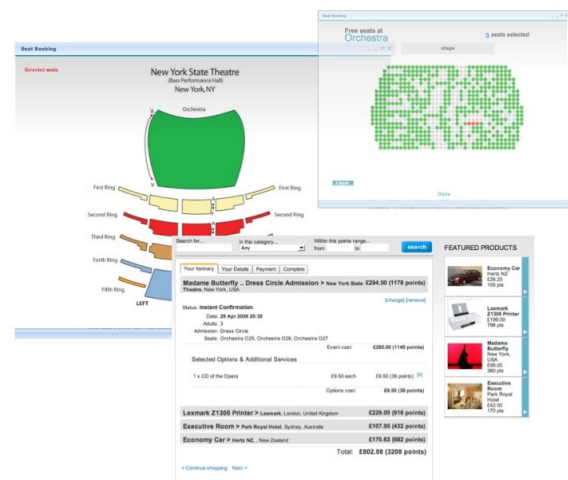 Seat Booking
Free seats at
Orchestra
3 seats selected
stage
Done
Seat Booking
Selected seats
New York State Theatre
(Bass Performance Hall)
New York, NY
Orchestra
First Ring
First Ring
Second Ring
Second Ring
Third Ring
Forth Ring
Fifth Ring
LEFT
Search for...
In this category...
Within this points range...
Any
from
to
search
Your Itinerary
Your Details
Payment
Complete
Madame Butterfly .. Dress Circle Admission > New York State £294.50 (1178 points)
Theatre, New York, USA
[change] [remove]
Status: Instant Confirmation
Date: 29 Apr 2008 20:30
Adults: 3
Admission: Dress Circle
Seats: Orchestra O25, Orchestra O26, Orchestra O27
Event cost: £285.00 (1140 points)
Selected Options & Additional Services
1 x CD of the Opera £9.50 each £9.50 (38 points) [x]
Options cost: £9.50 (38 points)
Lexmark Z1300 Printer > Lexmark, London, United Kingdom £229.00 (916 points)
Executive Room > Park Royal Hotel, Sydney, Australia £107.95 (432 points)
Economy Car > Hertz NZ, , New Zealand £170.63 (682 points)
Total: £802.08 (3208 points)
< Continue shopping Next >
FEATURED PRODUCTS
Economy Car
Hertz NZ
£26.25
105 pts
Lexmark
Z1300 Printer
£199.00
796 pts
Madame
Butterfly
New York,
USA
£95.00
380 pts
Executive
Room
Park Royal
Hotel
£42.50
170 pts